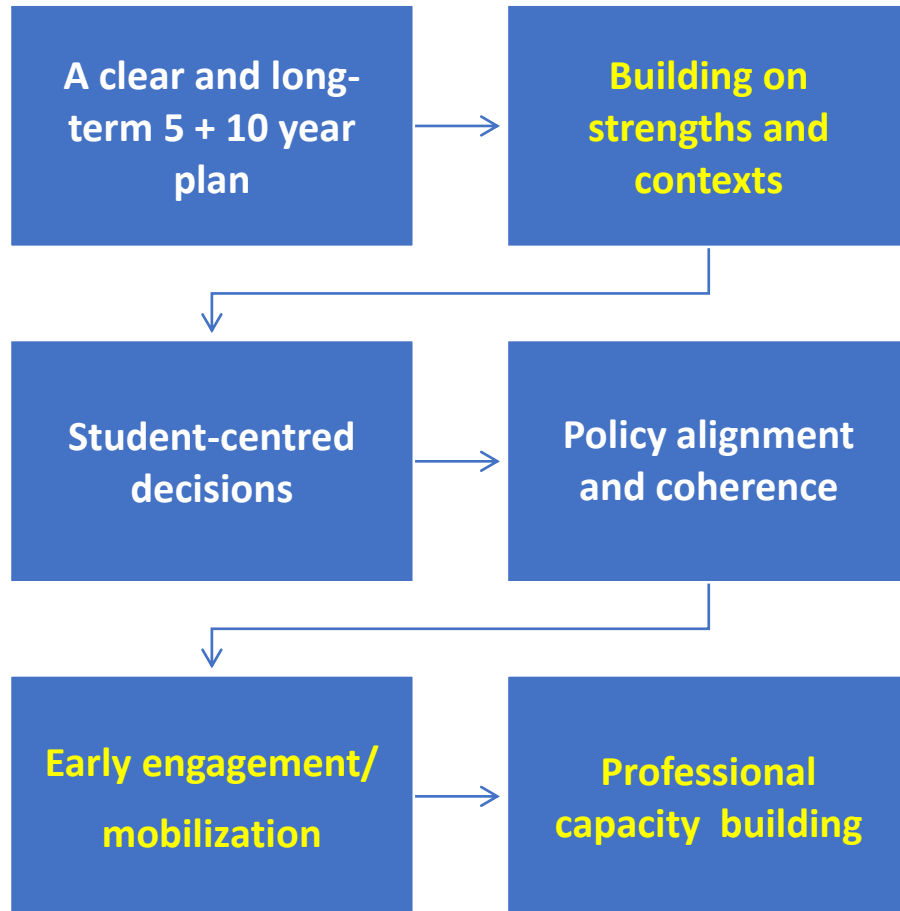 A clear and long-
term 5 + 10 year
plan
Building on
strengths and
contexts
Student-centred
decisions
Policy alignment
and coherence
Early engagement/
mobilization
Professional
capacity  building